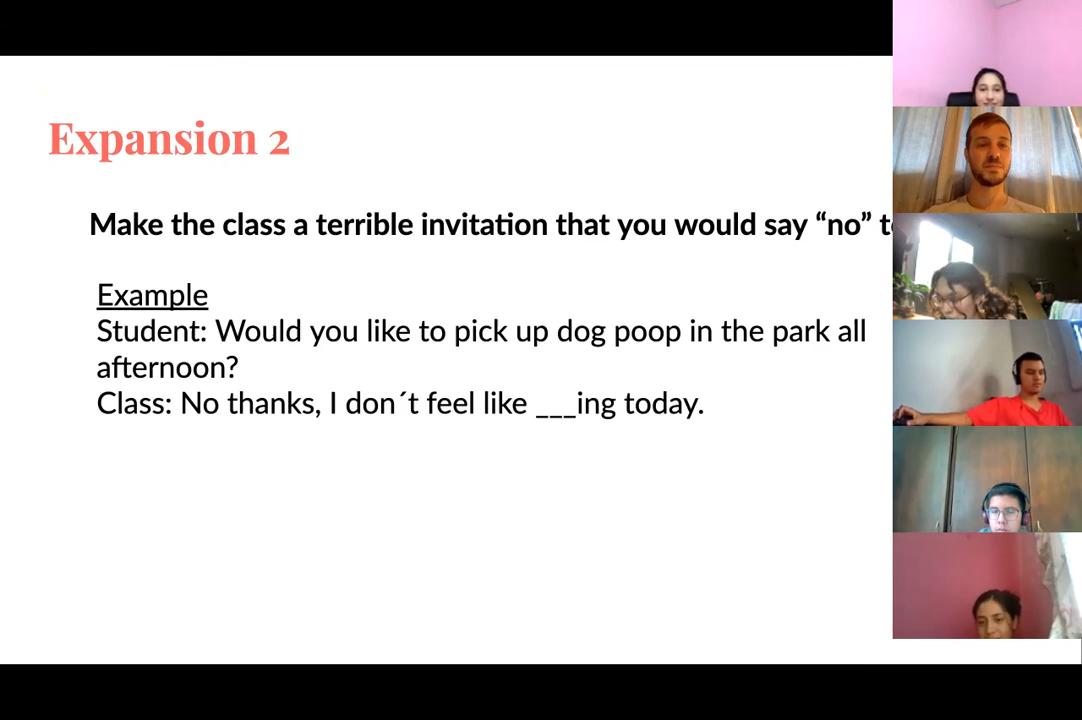 Expansion 2
Make the class a terrible invitation that you would say “no”
Example
Student: Would you like to pick up dog poop in the park all
afternoon?
Class: No thanks, I don´t feel like ___ing today.